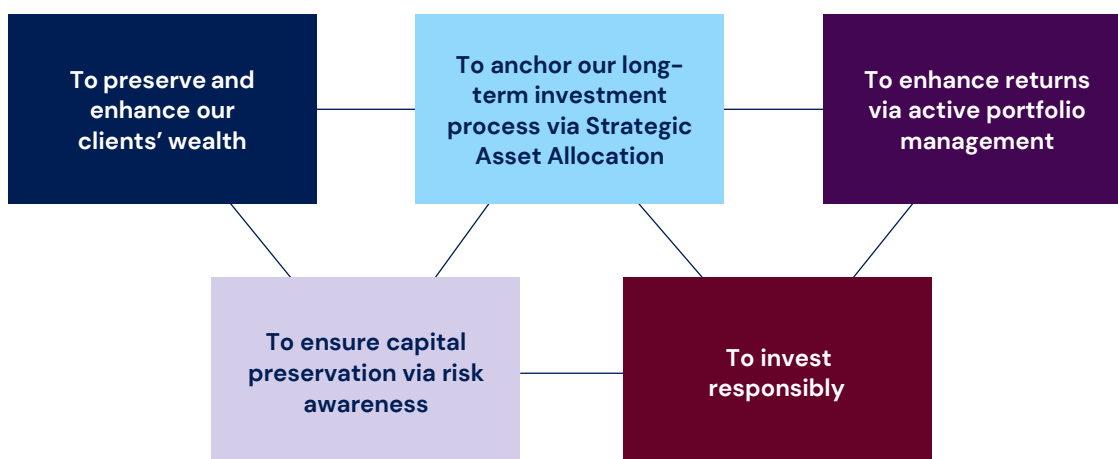 To preserve and
enhance our
clients’ wealth
To anchor our long-
term investment
process via Strategic
Asset Allocation
To enhance returns
via active portfolio
management
To ensure capital
preservation via risk
awareness
To invest
responsibly